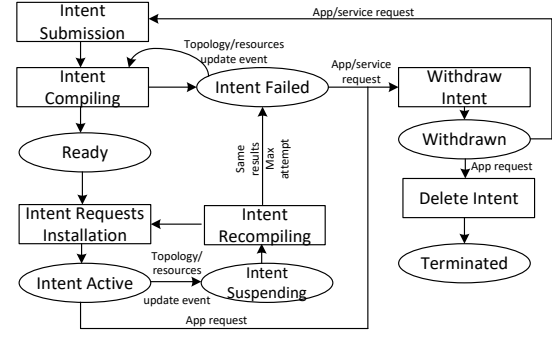 Intent
Submission
App/service request
Topology/resources
update event
Intent
Compiling
Intent Failed
App/service
request
Withdraw
Intent
Ready
Same
results
Max
attempt
Withdrawn
App request
Delete Intent
Intent Requests
Installation
Intent
Recompiling
Topology/
resources
update event
Intent Active
Intent
Suspending
Terminated
App request